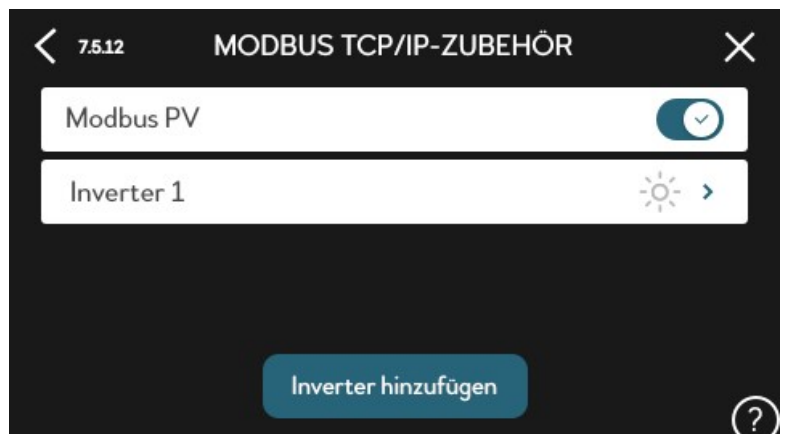 7.5.12 MODBUS TCP/IP-ZUBEHÖR
Modbus PV
Inverter 1
Inverter hinzufügen
?